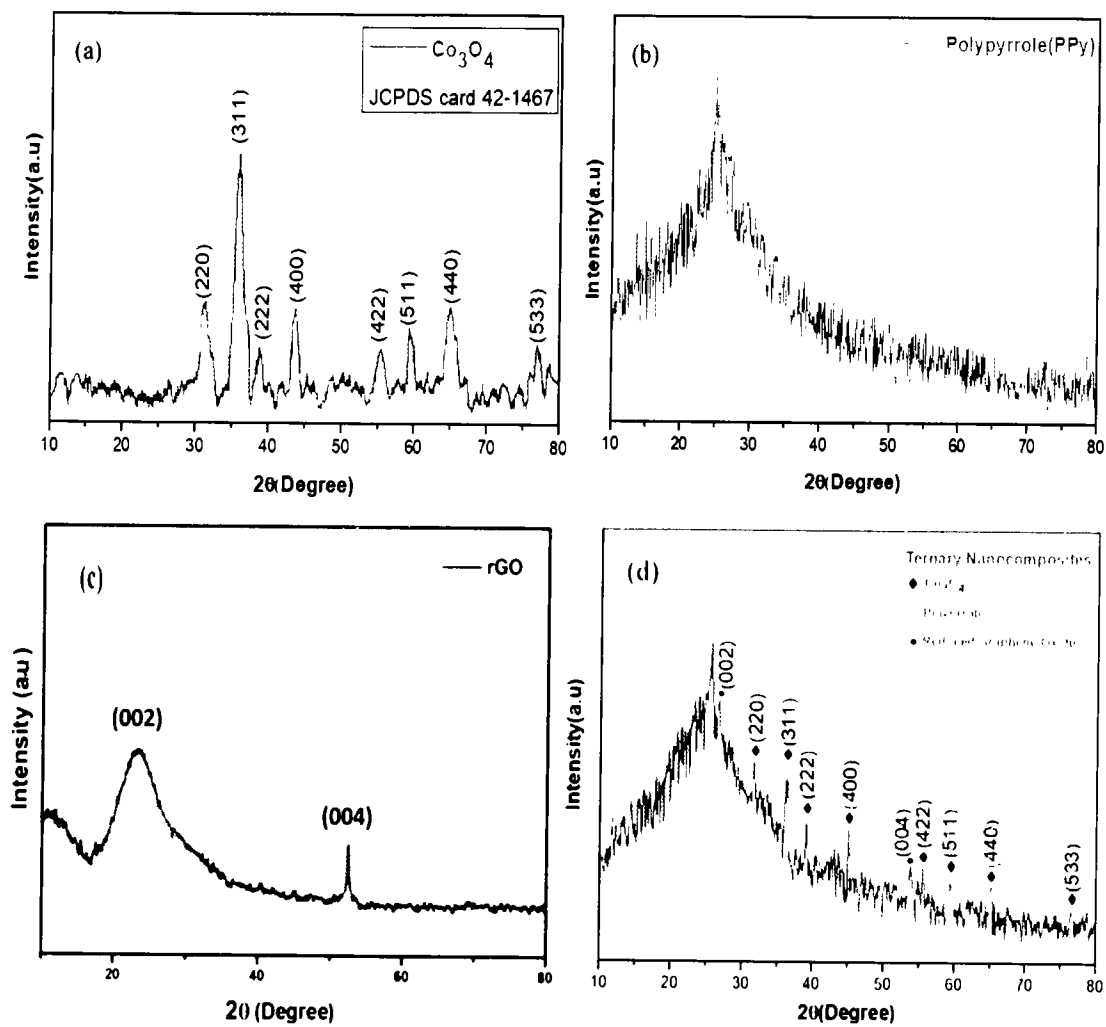 (a)
Co₃O₄
JCPDS card 42-1467
(220)
(311)
(222)
(400)
(422)
(511)
(440)
(533)
Intensity(a.u)
10 20 30 40 50 60 70 80
2θ(Degree)
(b)
Polypyrrole(PPy)
Intensity(a.u)
10 20 30 40 50 60 70 80
2θ(Degree)
(c)
rGO
(002)
(004)
Intensity (a.u)
20 40 60 80
2θ (Degree)
(d)
Ternary Nanocomposites
(002)
(220)
(311)
(222)
(400)
(004)
(422)
(511)
(440)
(533)
Intensity(a.u)
10 20 30 40 50 60 70 80
2θ(Degree)